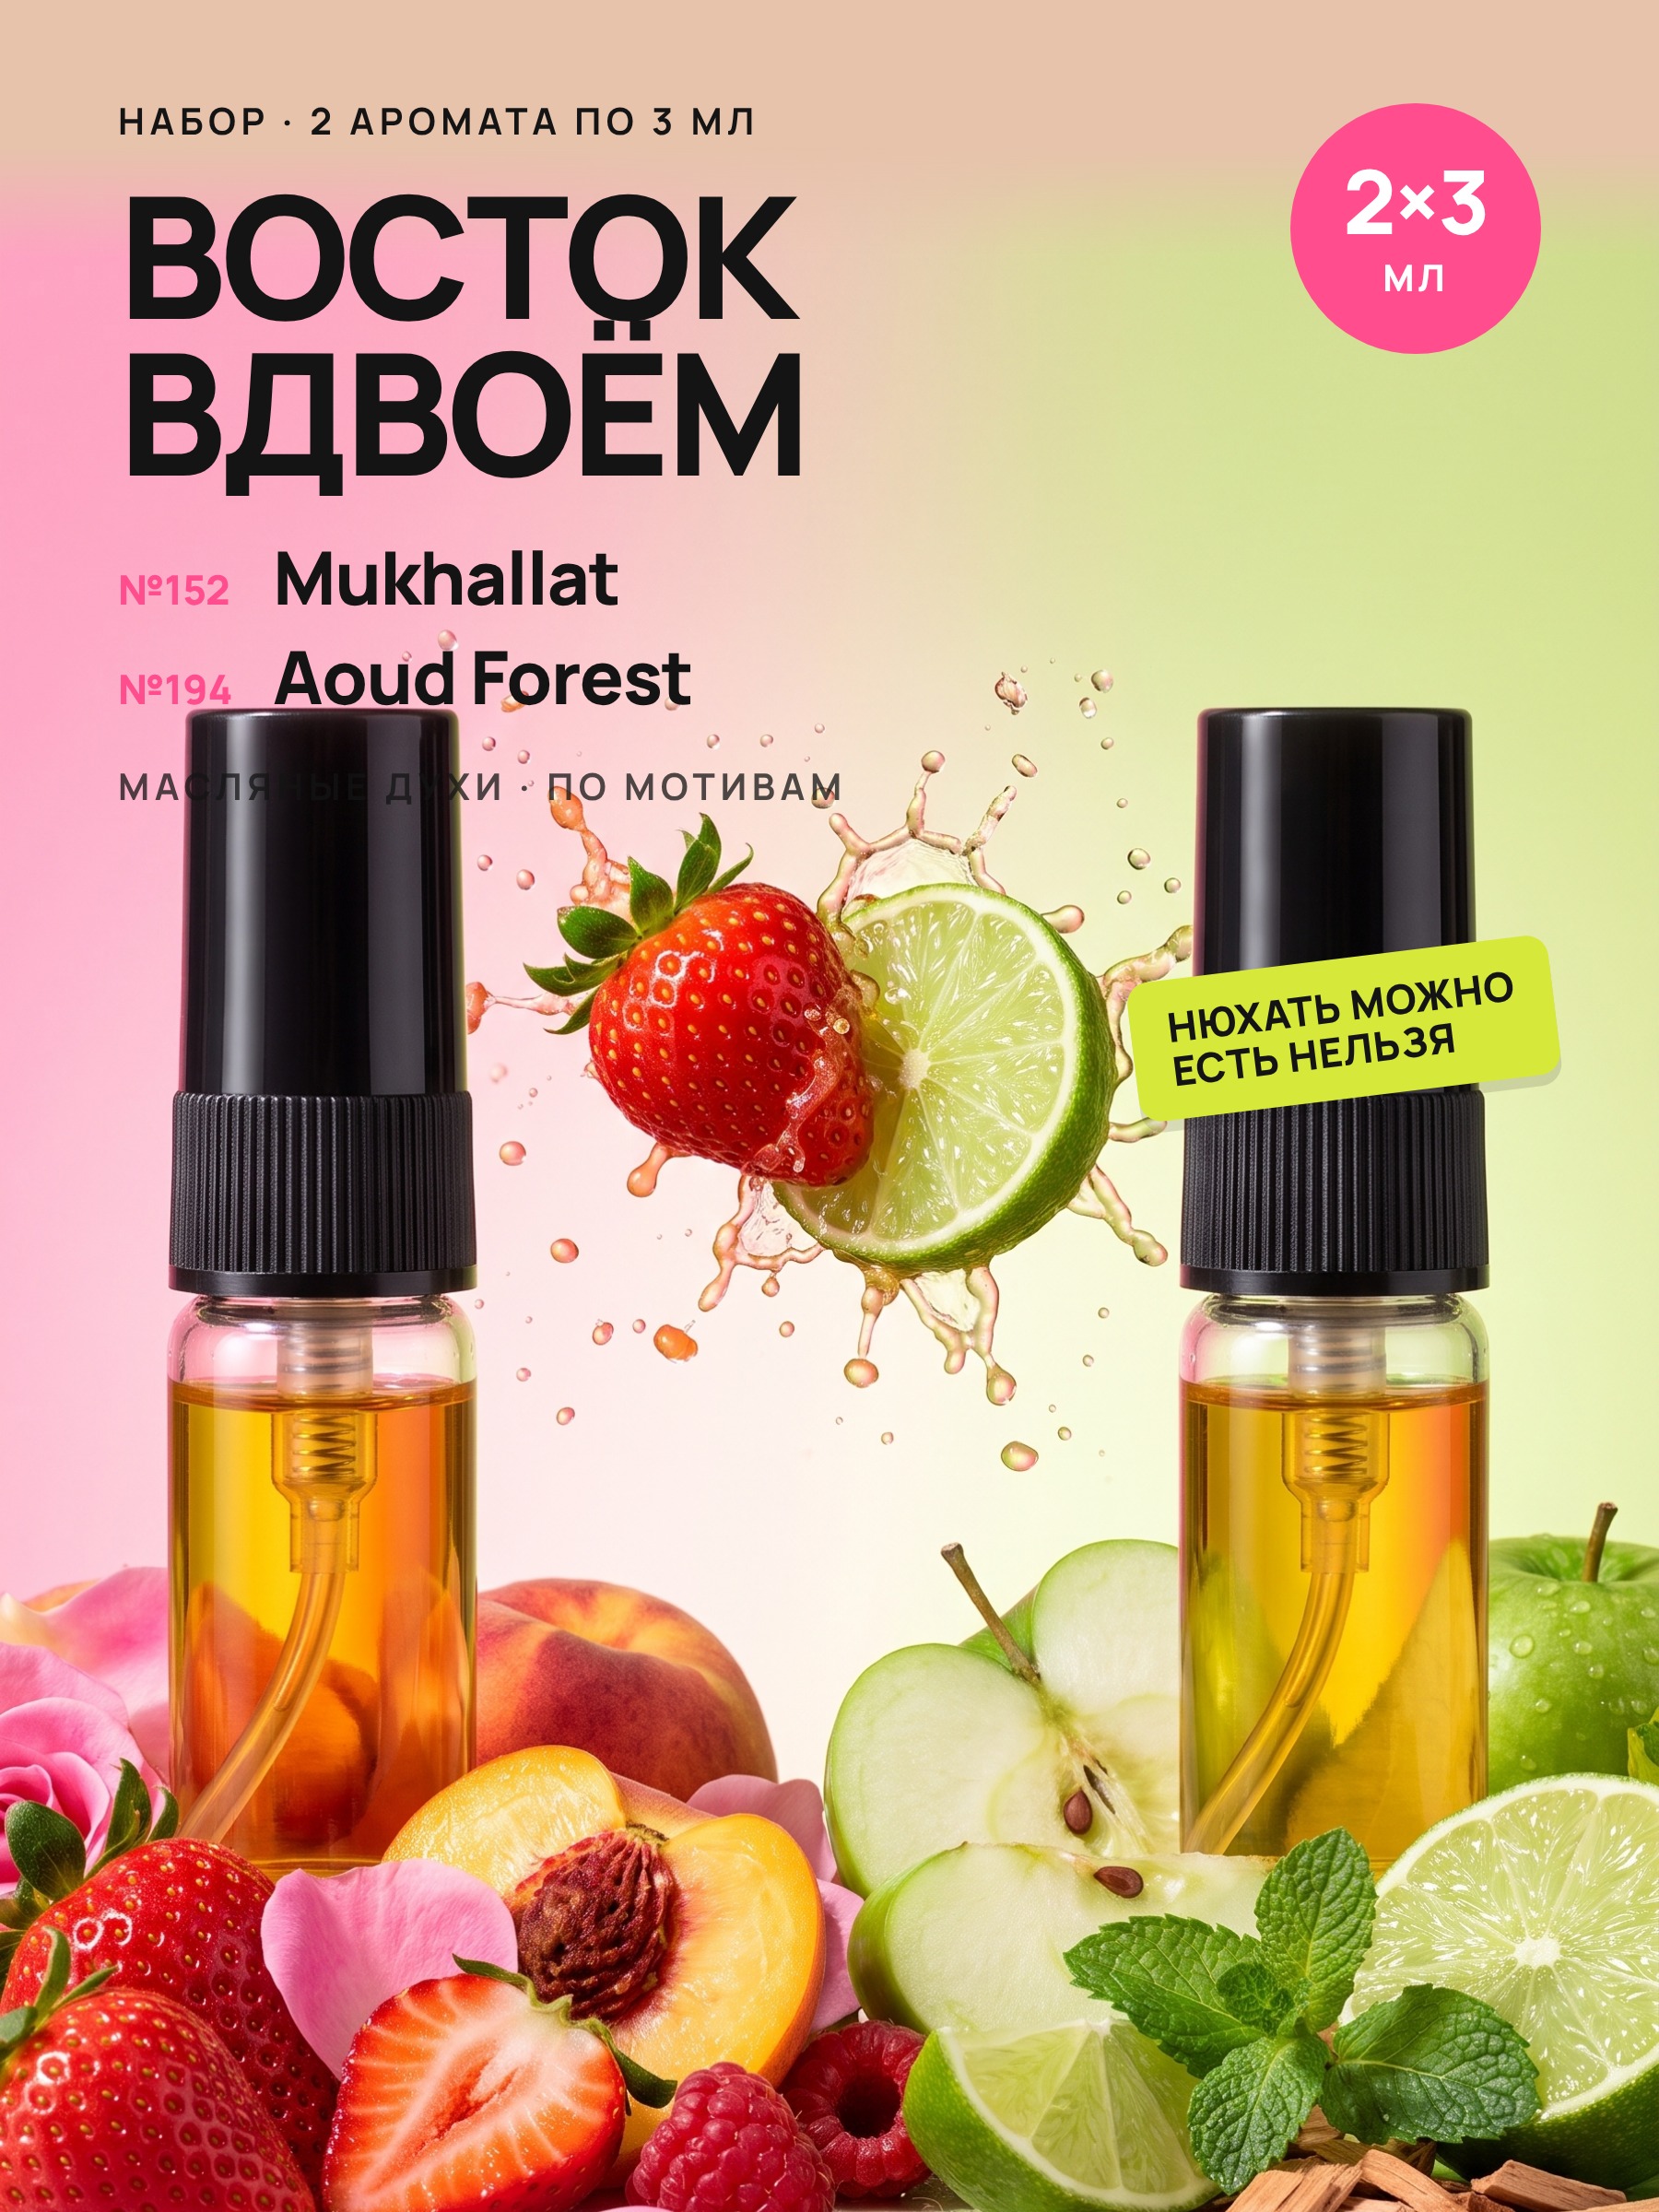 НАБОР · 2 АРОМАТА ПО 3 МЛ
ВОСТОК
ВДВОЁМ
2×3
МЛ
№152 Mukhallat
№194 Aoud Forest
МАСЛЯНЫЕ ДУХИ · ПО МОТИВАМ
НЮХАТЬ МОЖНО
ЕСТЬ НЕЛЬЗЯ